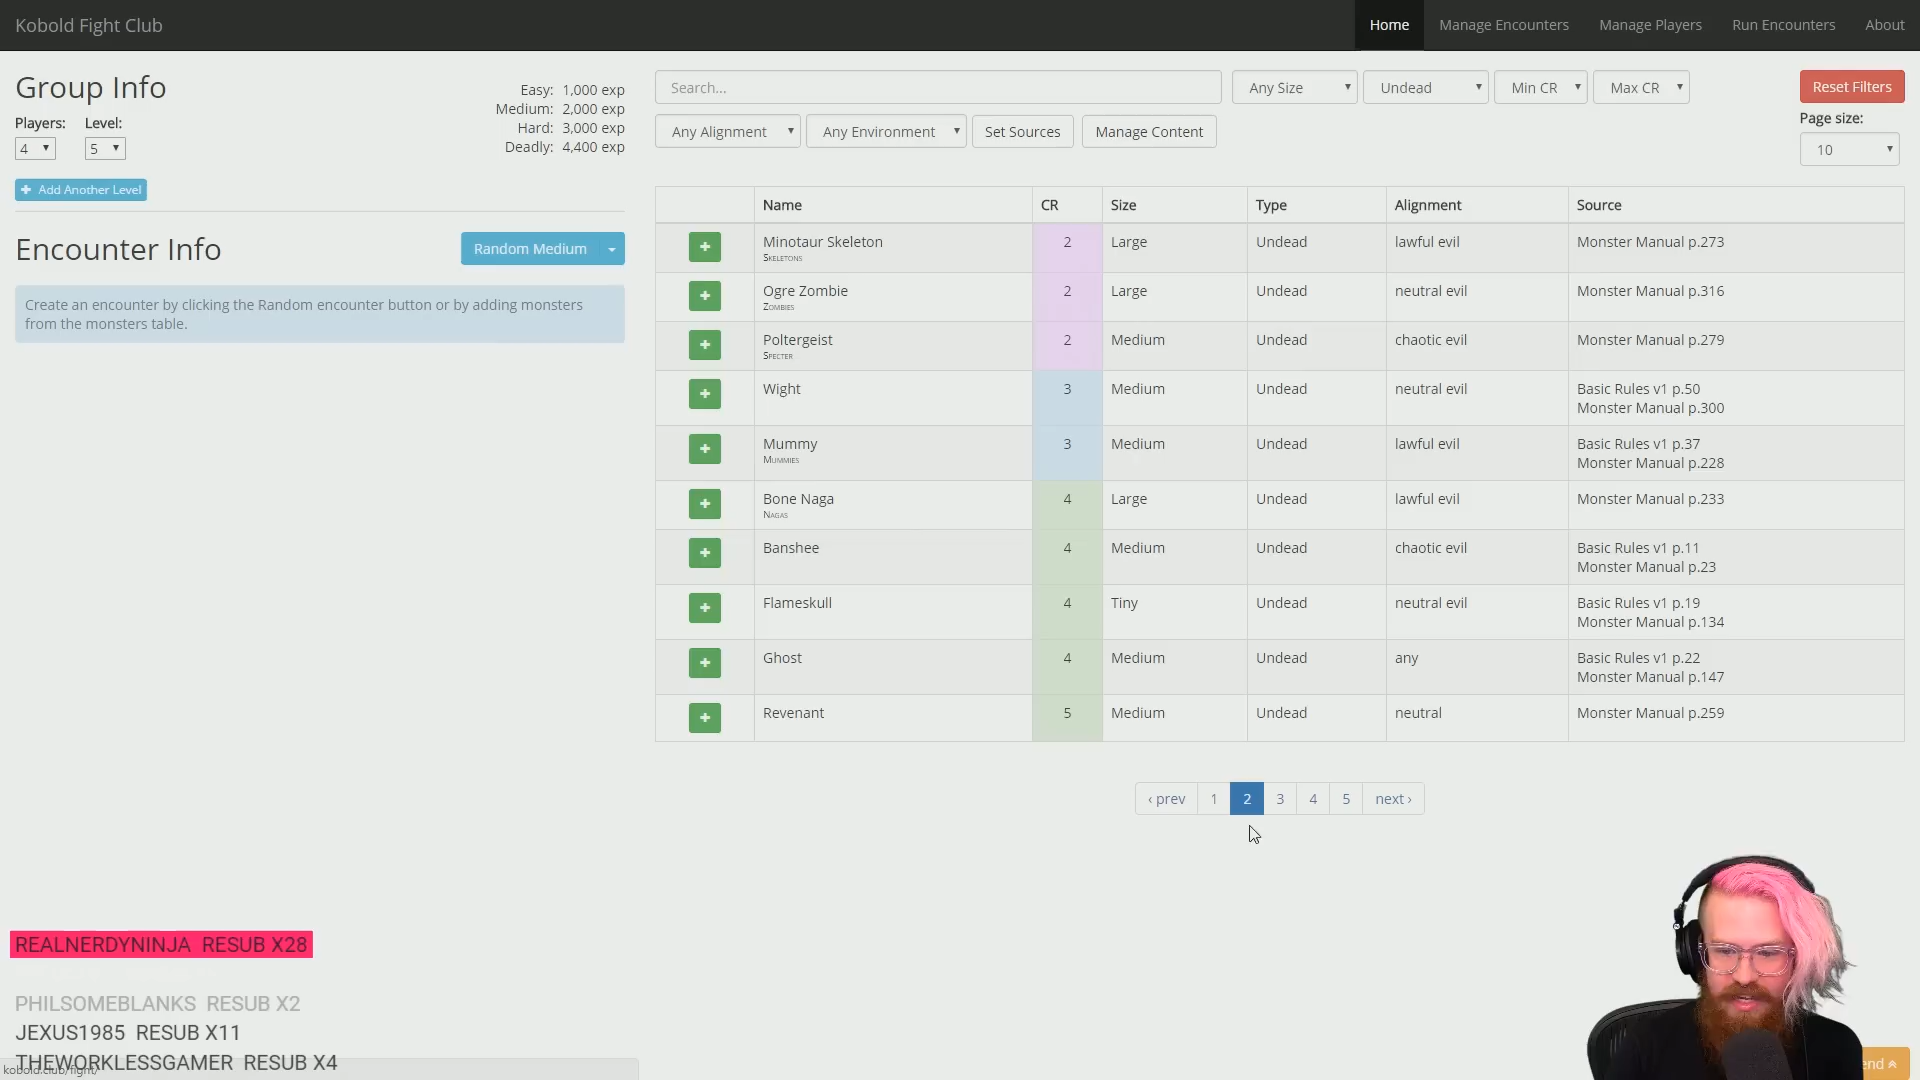 Kobold Fight Club
Home
Manage Encounters
Manage Players
Run Encounters
About
Group Info
Players: Level:
4 5
Add Another Level
Easy: 1,000 exp
Medium: 2,000 exp
Hard: 3,000 exp
Deadly: 4,400 exp
Encounter Info
Random Medium
Create an encounter by clicking the Random encounter button or by adding monsters
from the monsters table.
Search...
Any Size
Undead
Min CR
Max CR
Reset Filters
Any Alignment
Any Environment
Set Sources
Manage Content
Page size:
10
Name CR Size Type Alignment Source
Minotaur Skeleton 2 Large Undead lawful evil Monster Manual p.273
Skeletons
Ogre Zombie 2 Large Undead neutral evil Monster Manual p.316
Zombies
Poltergeist 2 Medium Undead chaotic evil Monster Manual p.279
Specter
Wight 3 Medium Undead neutral evil Basic Rules v1 p.50
Monster Manual p.300
Mummy 3 Medium Undead lawful evil Basic Rules v1 p.37
Mummies Monster Manual p.228
Bone Naga 4 Large Undead lawful evil Monster Manual p.233
Nagas
Banshee 4 Medium Undead chaotic evil Basic Rules v1 p.11
Monster Manual p.23
Flameskull 4 Tiny Undead neutral evil Basic Rules v1 p.19
Monster Manual p.134
Ghost 4 Medium Undead any Basic Rules v1 p.22
Monster Manual p.147
Revenant 5 Medium Undead neutral Monster Manual p.259
‹ prev 1 2 3 4 5 next ›
REALNERDYNINJA RESUB X28
PHILSOMEBLANKS RESUB X2
JEXUS1985 RESUB X11
THEWORKLESSGAMER RESUB X4
kobold.club/fight/